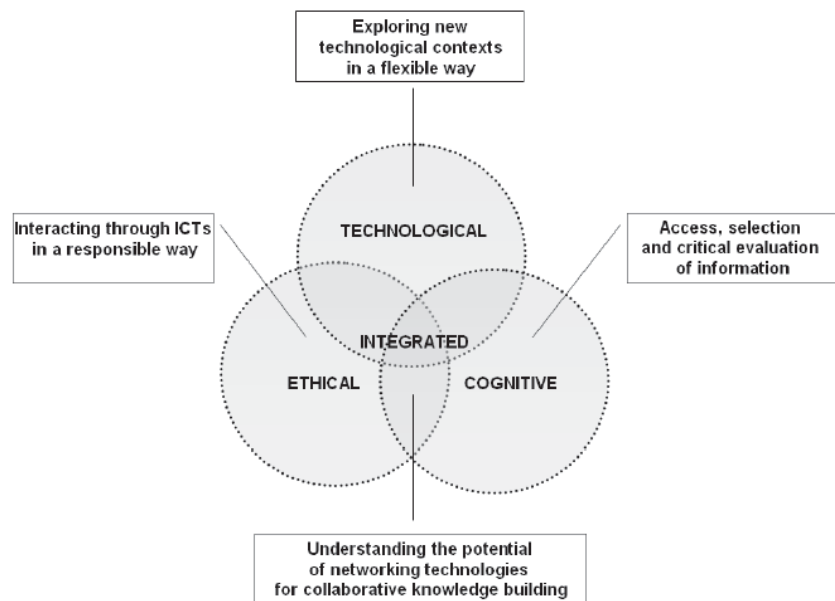 Exploring new
technological contexts
in a flexible way
Interacting through ICTs
in a responsible way
TECHNOLOGICAL
Access, selection
and critical evaluation
of information
INTEGRATED
ETHICAL
COGNITIVE
Understanding the potential
of networking technologies
for collaborative knowledge building